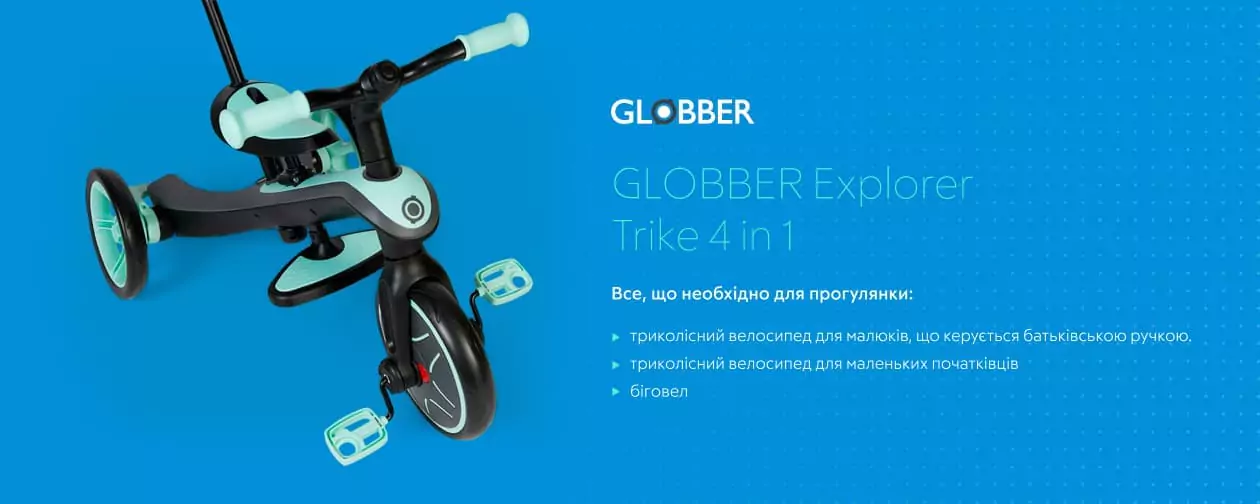 GLOBBER
GLOBBER Explorer
Trike 4 in 1
Все, що необхідно для прогулянки:
триколісний велосипед для малюків, що керується батьківською ручкою.
триколісний велосипед для маленьких початківців
біговел